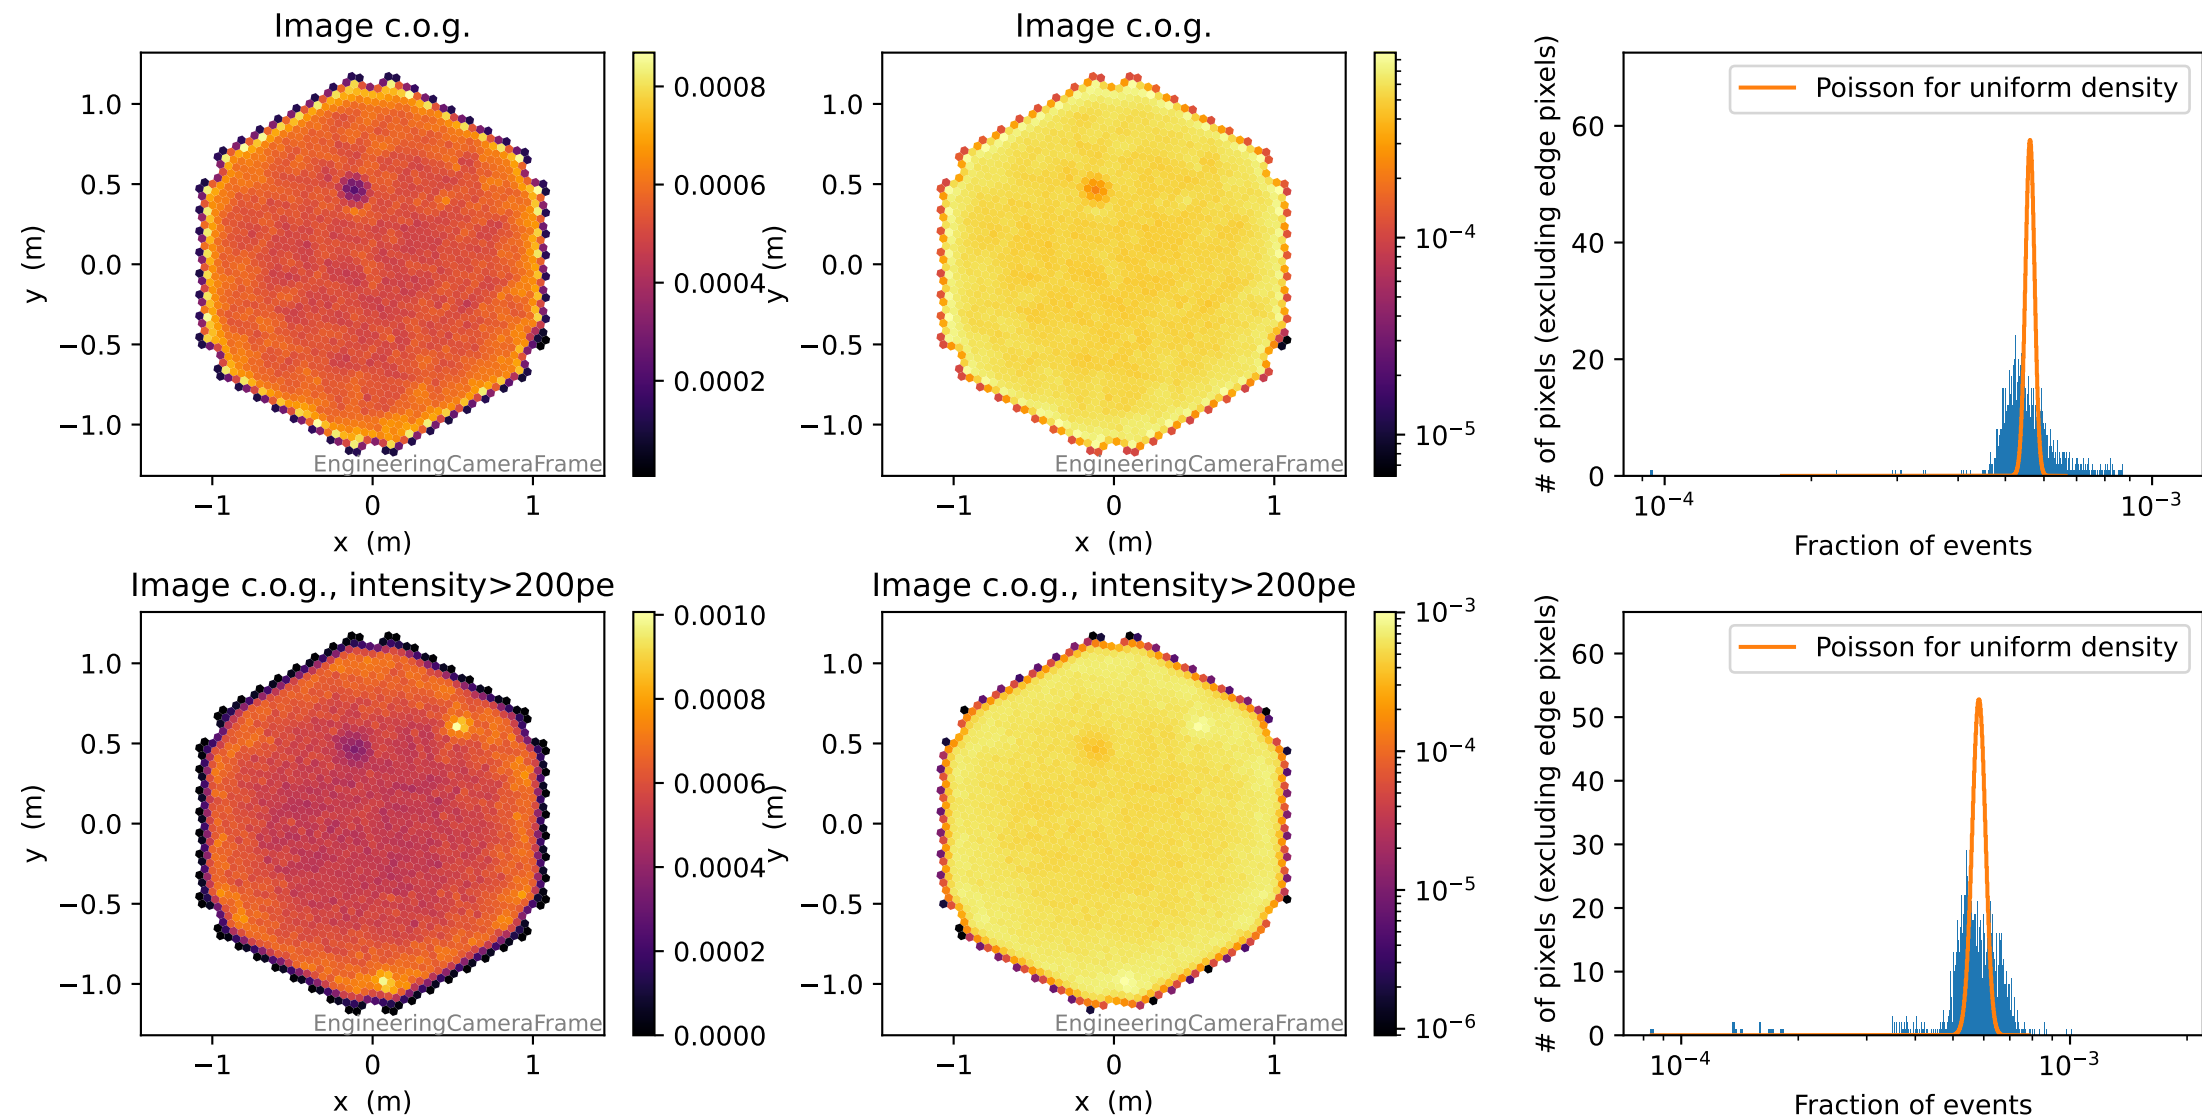 Image c.o.g.
1.0
0.5
0.0
−0.5
−1.0
y (m)
−1
0
1
x (m)
EngineeringCameraFrame
0.0008
0.0006
0.0004
0.0002
Image c.o.g.
1.0
0.5
0.0
−0.5
−1.0
y (m)
−1
0
1
x (m)
EngineeringCameraFrame
10⁻⁴
10⁻⁵
Poisson for uniform density
60
40
20
0
# of pixels (excluding edge pixels)
10⁻⁴
10⁻³
Fraction of events
Image c.o.g., intensity>200pe
1.0
0.5
0.0
−0.5
−1.0
y (m)
−1
0
1
x (m)
EngineeringCameraFrame
0.0010
0.0008
0.0006
0.0004
0.0002
0.0000
Image c.o.g., intensity>200pe
1.0
0.5
0.0
−0.5
−1.0
y (m)
−1
0
1
x (m)
EngineeringCameraFrame
10⁻³
10⁻⁴
10⁻⁵
10⁻⁶
Poisson for uniform density
60
50
40
30
20
10
0
# of pixels (excluding edge pixels)
10⁻⁴
10⁻³
Fraction of events